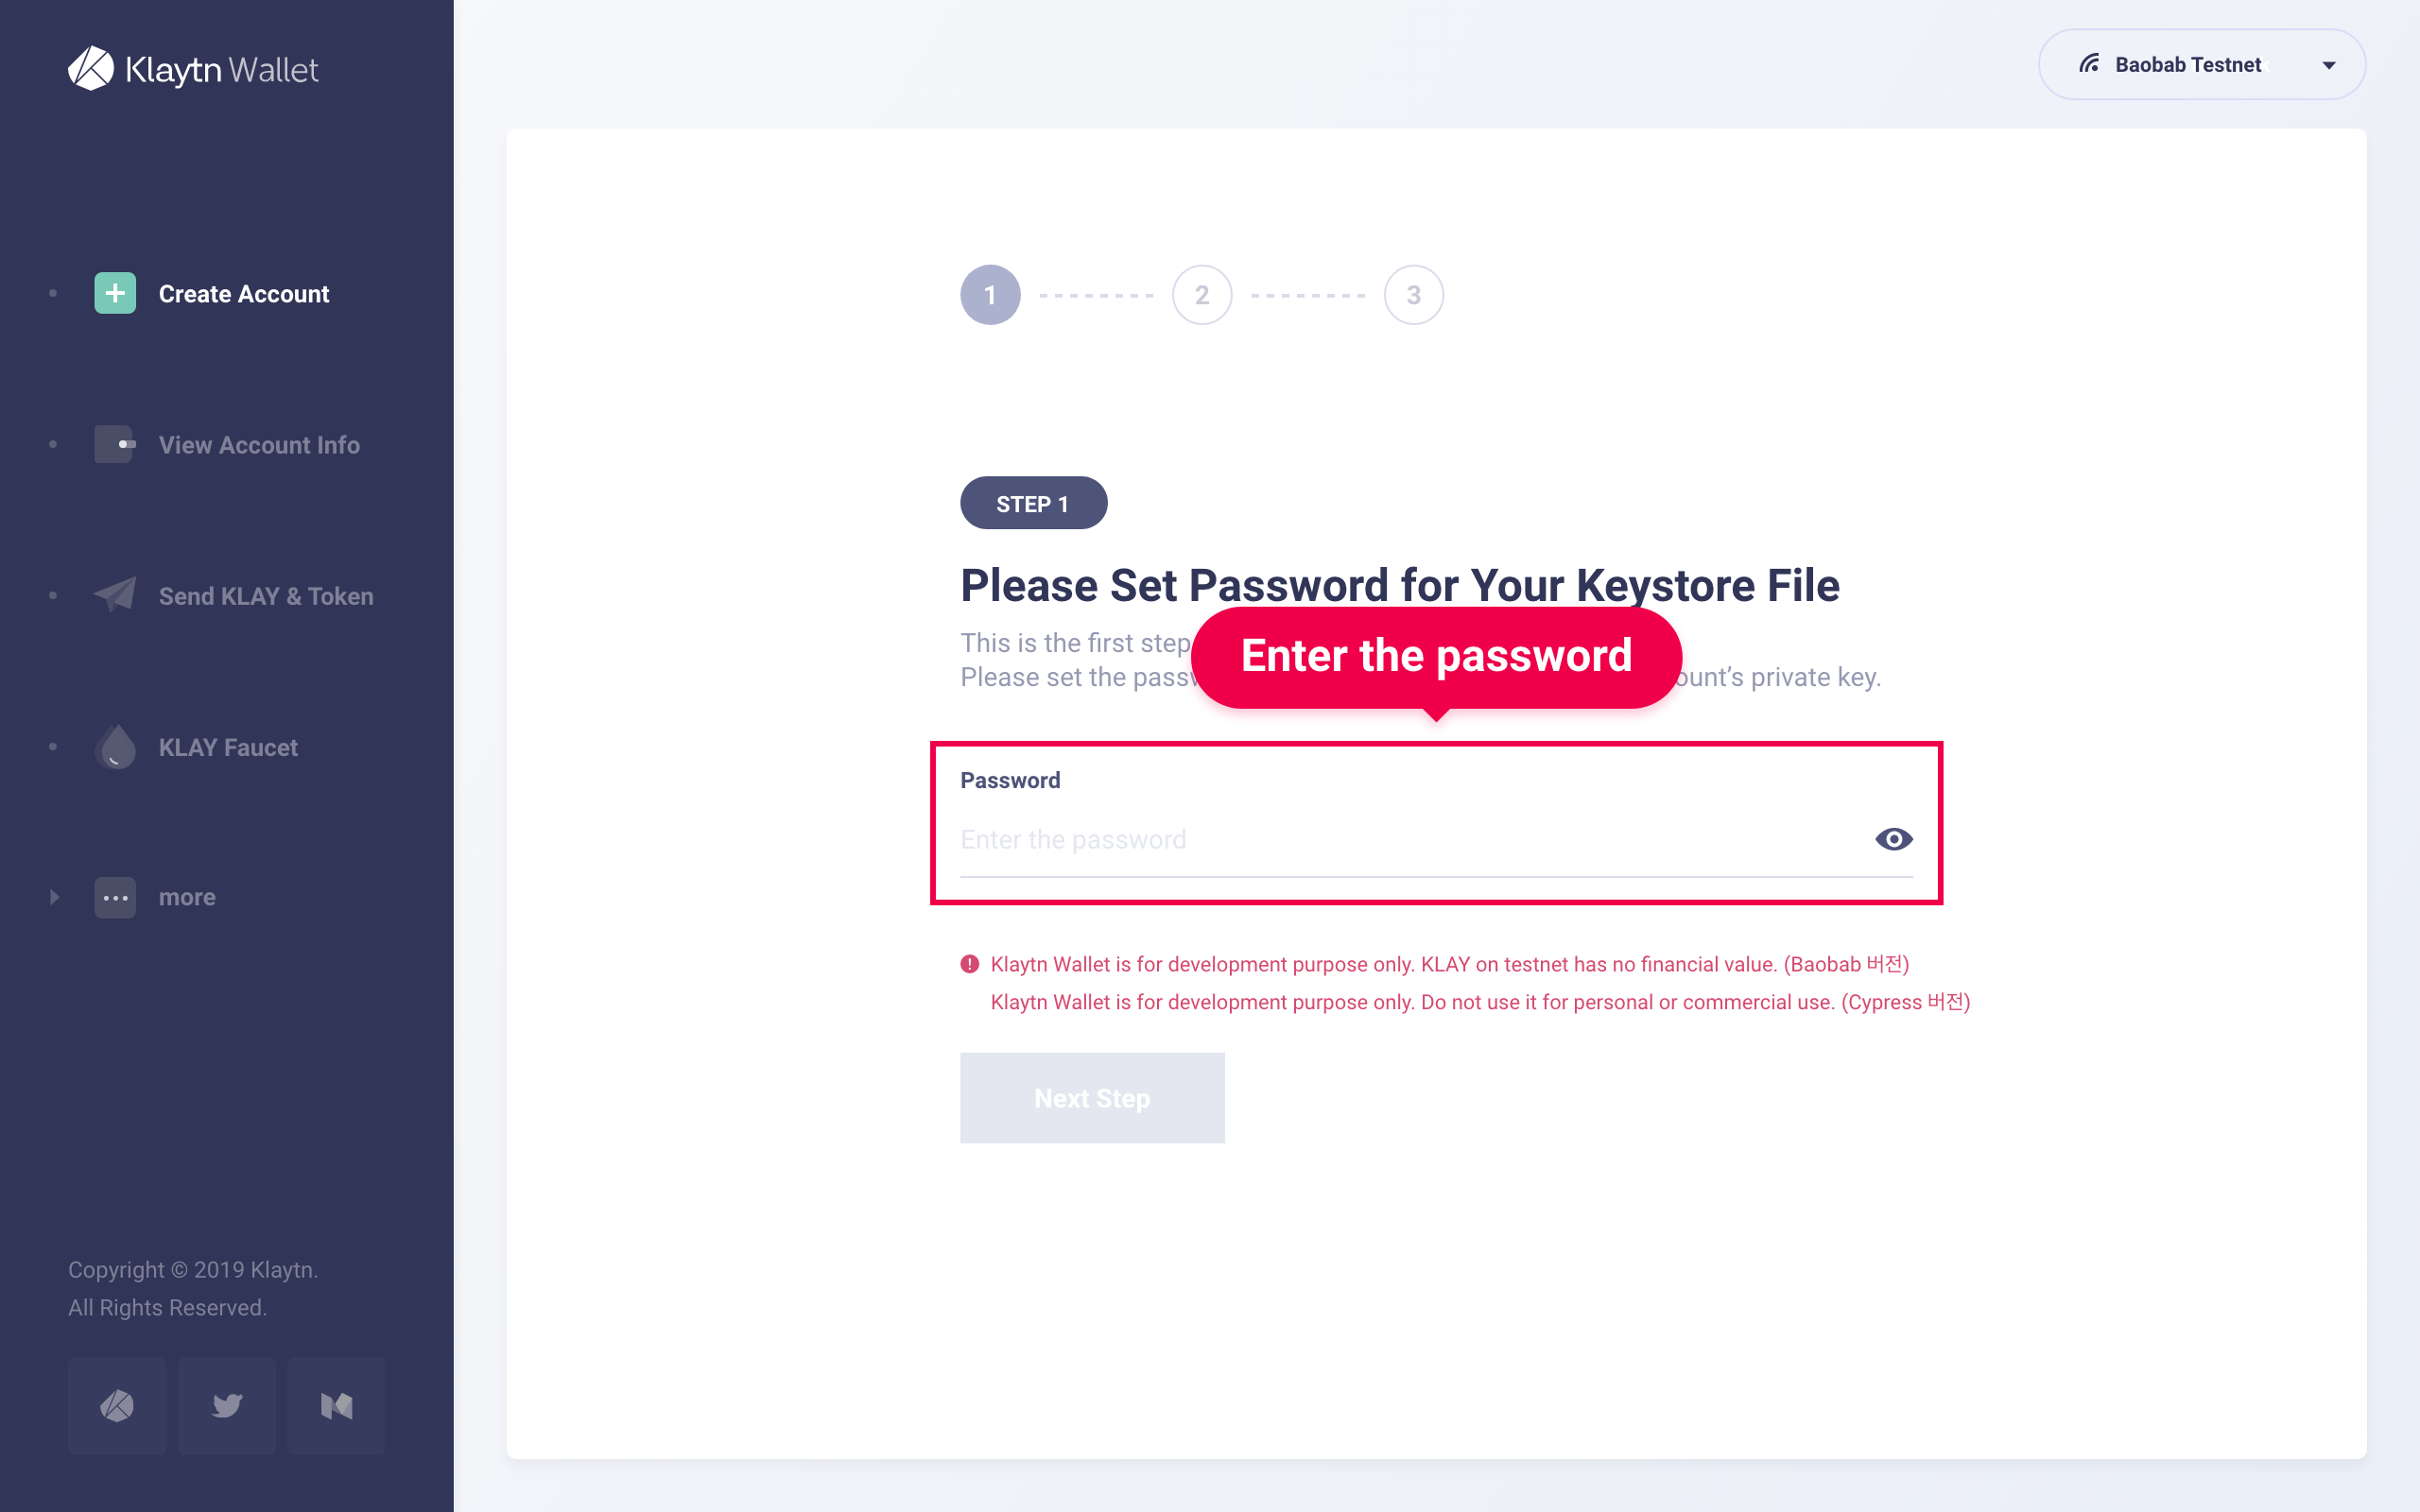 Klaytn Wallet
Baobab Testnet
Create Account
View Account Info
Send KLAY & Token
KLAY Faucet
more
Copyright © 2019 Klaytn.
All Rights Reserved.
1
2
3
STEP 1
Please Set Password for Your Keystore File
This is the first step
Enter the password
Please set the private key.
Password
Enter the password
Klaytn Wallet is for development purpose only. KLAY on testnet has no financial value. (Baobab 버전)
Klaytn Wallet is for development purpose only. Do not use it for personal or commercial use. (Cypress 버전)
Next Step